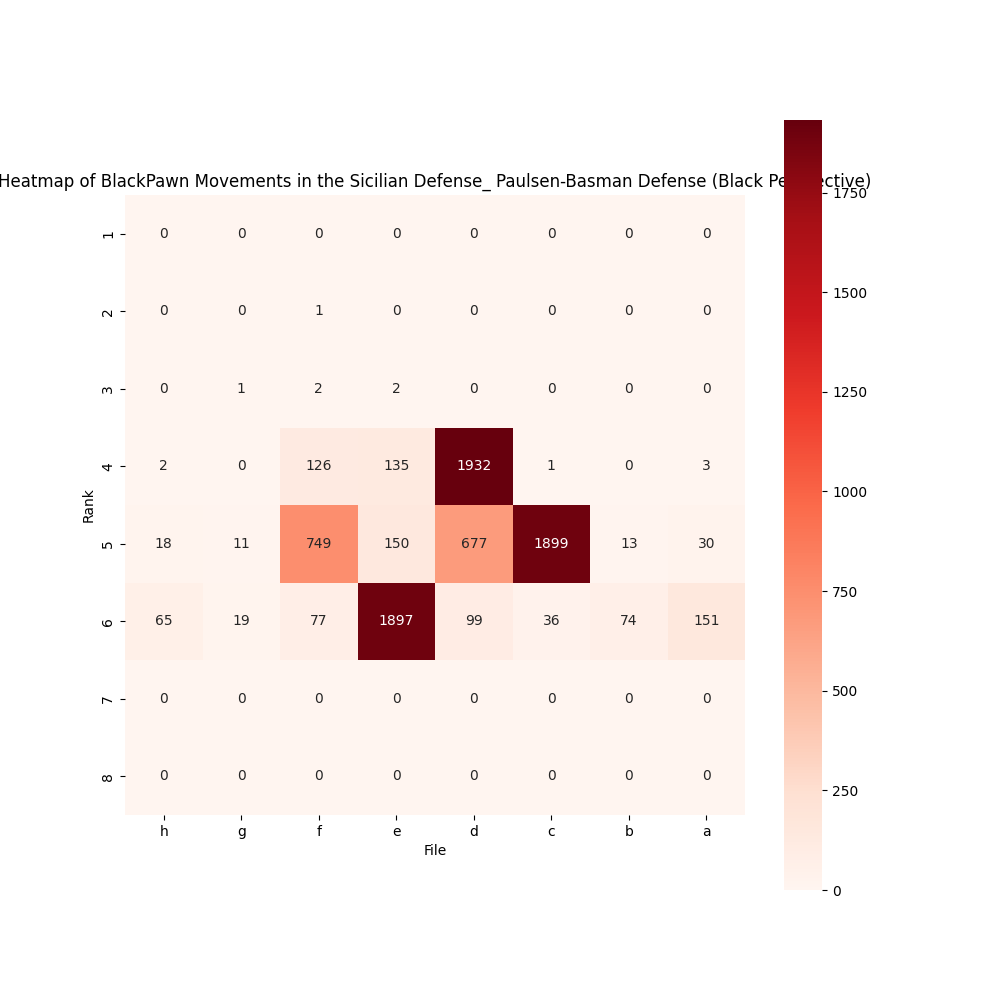 Heatmap of BlackPawn Movements in the Sicilian Defense_ Paulsen-Basman Defense (Black Pe ective)
1750
1 0 0 0 0 0 0 0 0
1500
2 0 0 1 0 0 0 0 0
1250
3 0 1 2 2 0 0 0 0
4 2 0 126 135 1932 1 0 3
1000
Rank
5 18 11 749 150 677 1899 13 30
750
6 65 19 77 1897 99 36 74 151
500
7 0 0 0 0 0 0 0 0
8 0 0 0 0 0 0 0 0
250
h g f e d c b a
File
0